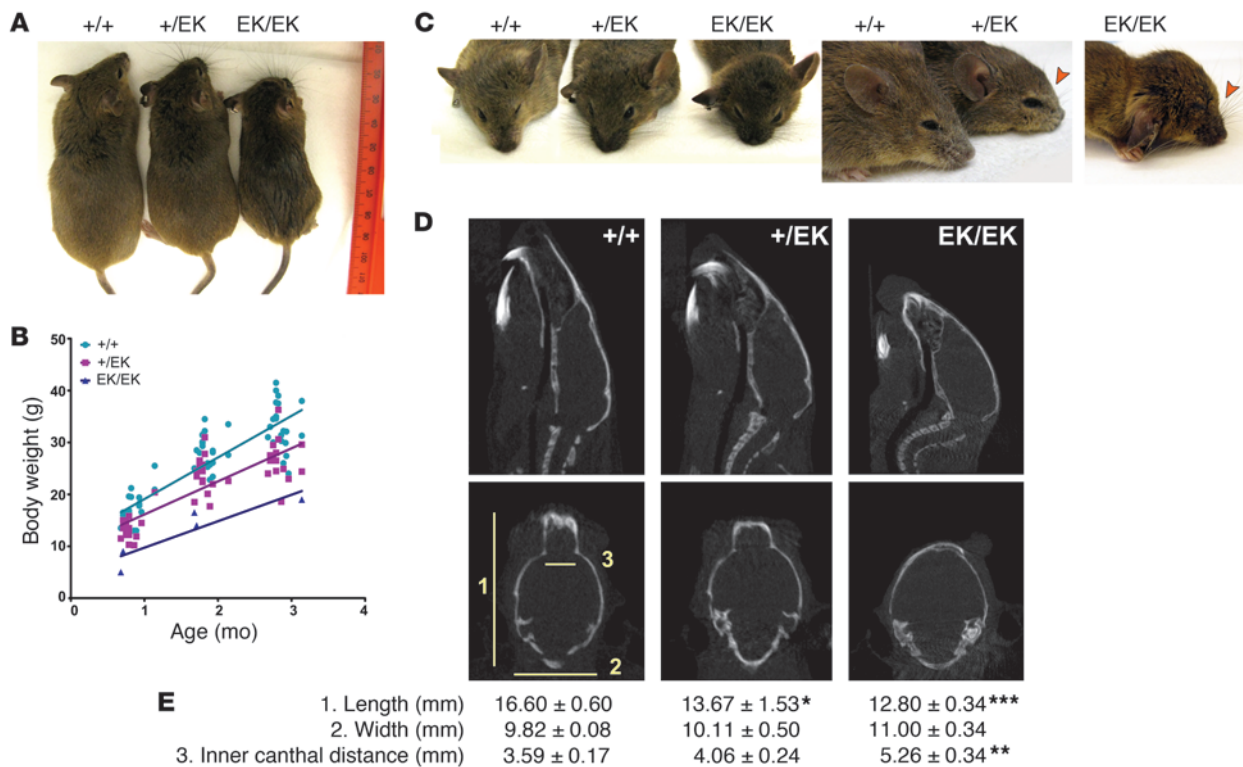 A +/+ +/EK EK/EK
C +/+ +/EK EK/EK +/+ +/EK EK/EK
D +/+ +/EK EK/EK
B
+/+
+/EK
EK/EK
50
40
30
20
10
0
0 1 2 3 4
Body weight (g)
Age (mo)
1
2
3
E
1. Length (mm) 16.60 ± 0.60 13.67 ± 1.53* 12.80 ± 0.34***
2. Width (mm) 9.82 ± 0.08 10.11 ± 0.50 11.00 ± 0.34
3. Inner canthal distance (mm) 3.59 ± 0.17 4.06 ± 0.24 5.26 ± 0.34**